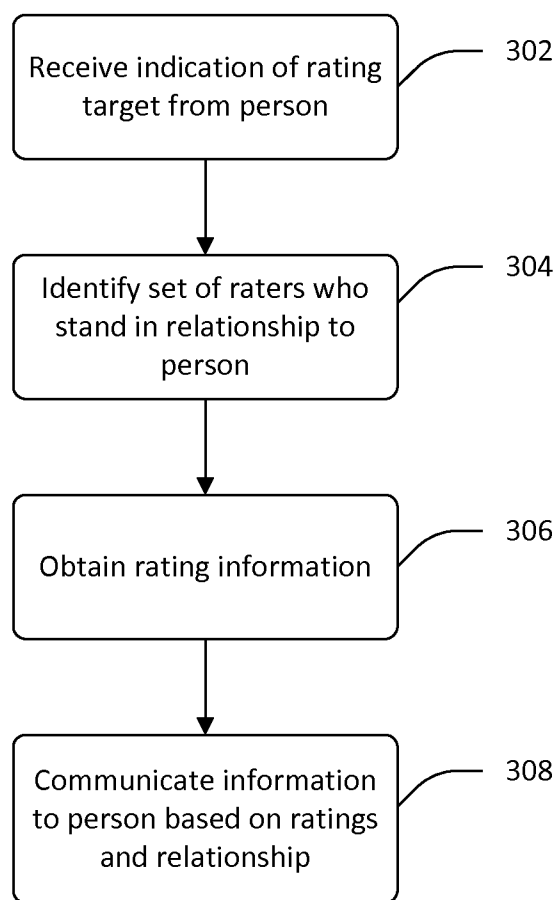 Receive indication of rating
target from person
302
Identify set of raters who
stand in relationship to
person
304
Obtain rating information
306
Communicate information
to person based on ratings
and relationship
308